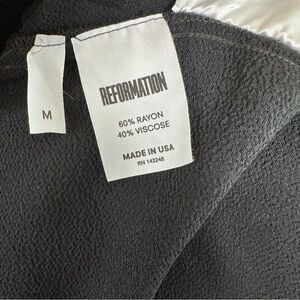 M
REFORMATION
60% RAYON
40% VISCOSE
MADE IN USA
RN 143246